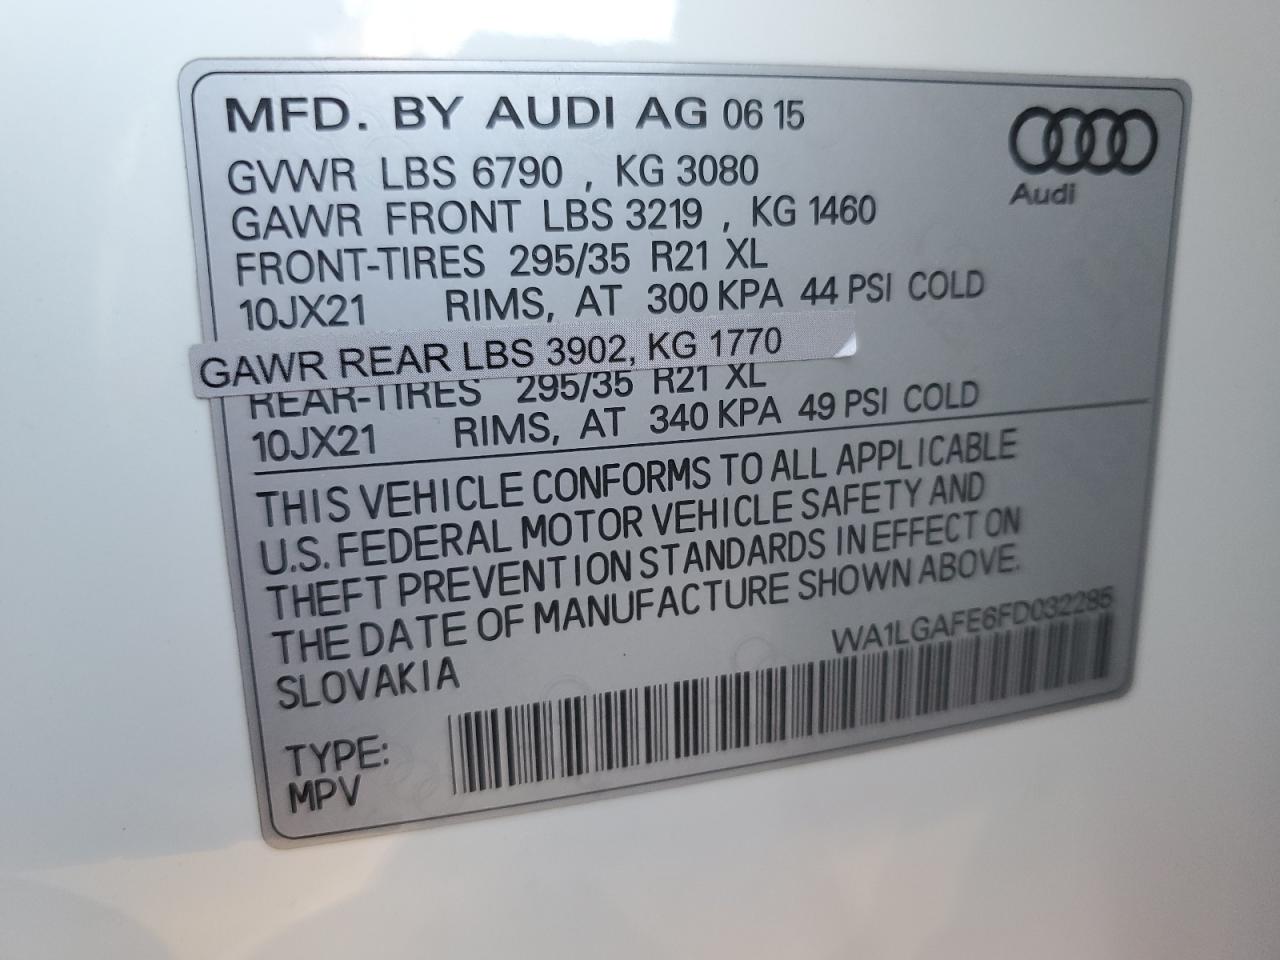 MFD. BY AUDI AG 06 15
GVWR LBS 6790 , KG 3080
GAWR FRONT LBS 3219 , KG 1460
FRONT-TIRES 295/35 R21 XL
10JX21 RIMS, AT 300 KPA 44 PSI COLD
GAWR REAR LBS 3902, KG 1770
REAR-TIRES 295/35 R21 XL
10JX21 RIMS, AT 340 KPA 49 PSI COLD
THIS VEHICLE CONFORMS TO ALL APPLICABLE
U.S. FEDERAL MOTOR VEHICLE SAFETY AND
THEFT PREVENTION STANDARDS IN EFFECT ON
THE DATE OF MANUFACTURE SHOWN ABOVE.
SLOVAKIA
WA1LGAFE6FD032285
TYPE:
MPV
Audi